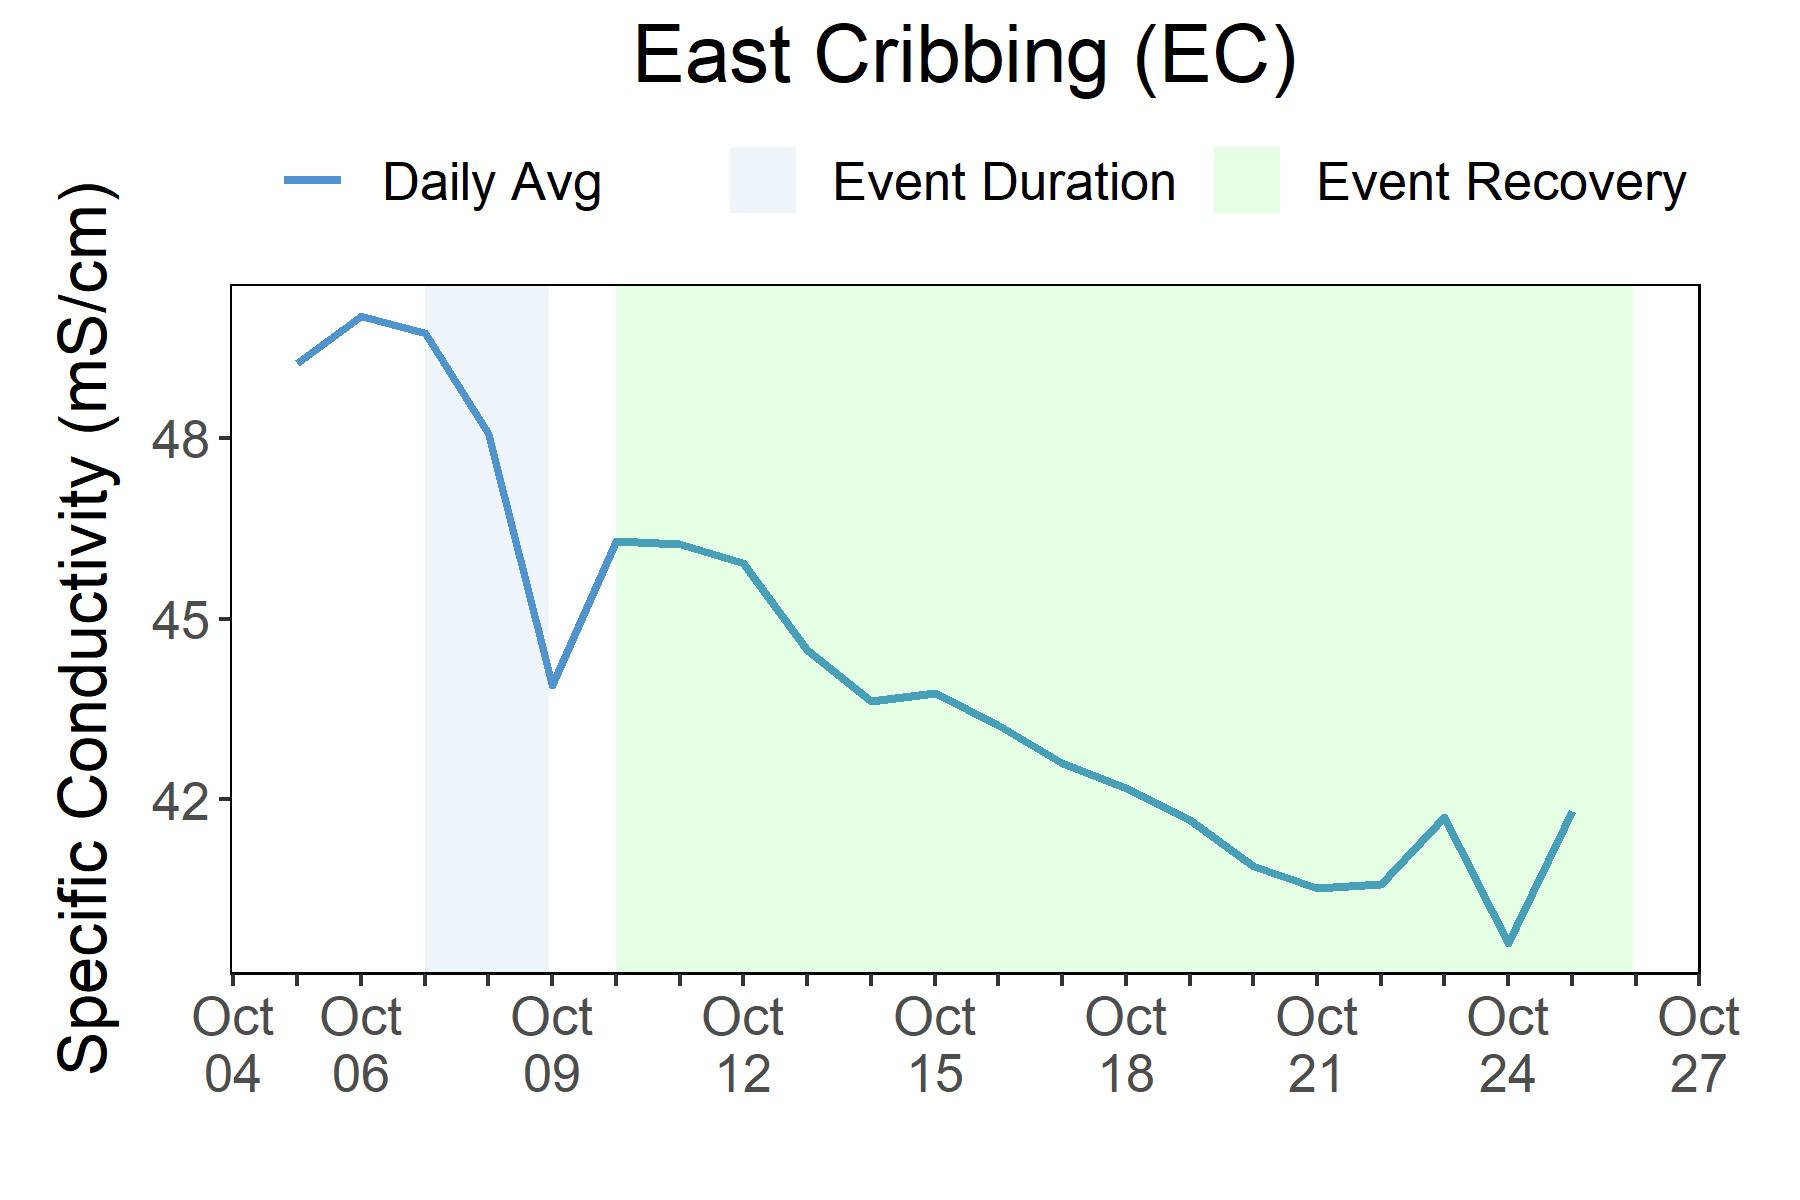 East Cribbing (EC)
Daily Avg
Event Duration
Event Recovery
Specific Conductivity (mS/cm)
48
45
42
Oct 04
Oct 06
Oct 09
Oct 12
Oct 15
Oct 18
Oct 21
Oct 24
Oct 27